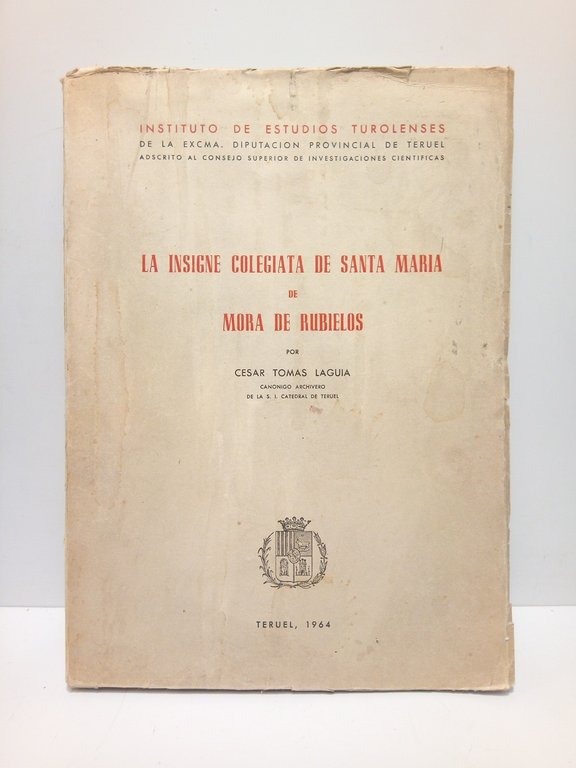 INSTITUTO DE ESTUDIOS TUROLENSES
DE LA EXCMA. DIPUTACION PROVINCIAL DE TERUEL
ADSCRITO AL CONSEJO SUPERIOR DE INVESTIGACIONES CIENTIFICAS
LA INSIGNE COLEGIATA DE SANTA MARIA
DE
MORA DE RUBIELOS
POR
CESAR TOMAS LAGUIA
CANONIGO ARCHIVERO
DE LA S. I. CATEDRAL DE TERUEL
TERUEL, 1964